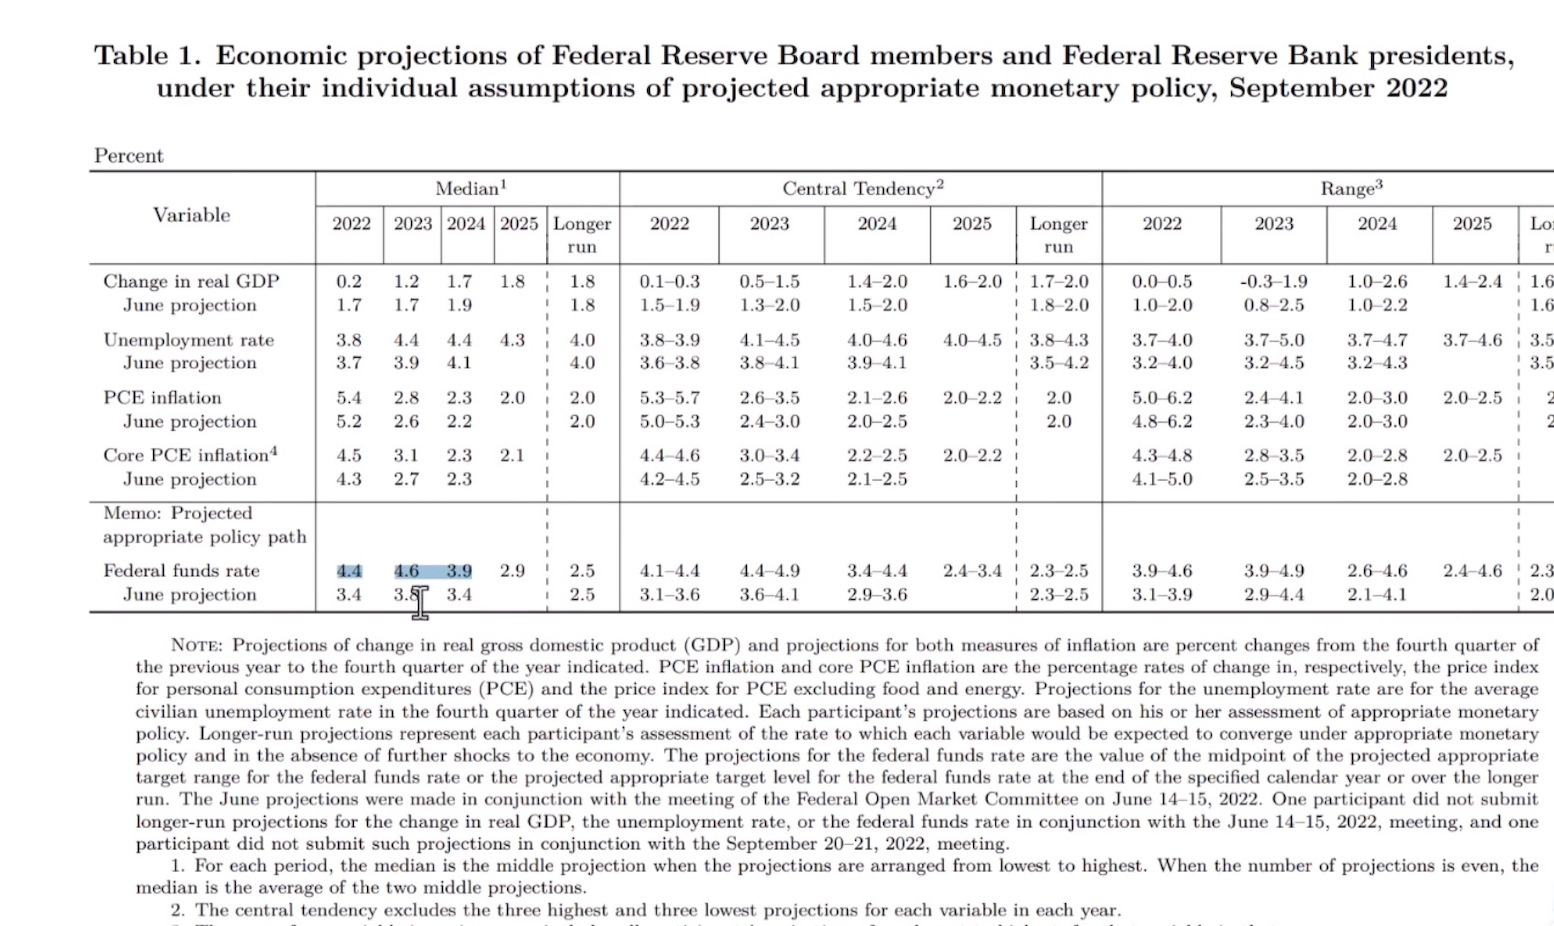 Table 1. Economic projections of Federal Reserve Board members and Federal Reserve Bank presidents,
under their individual assumptions of projected appropriate monetary policy, September 2022
Percent
Variable Median1 Central Tendency2 Range3
2022 2023 2024 2025 Longer run 2022 2023 2024 2025 Longer run 2022 2023 2024 2025
Change in real GDP 0.2 1.2 1.7 1.8 1.8 0.1–0.3 0.5–1.5 1.4–2.0 1.6–2.0 1.7–2.0 0.0–0.5 -0.3–1.9 1.0–2.6 1.4–2.4 1.6
June projection 1.7 1.7 1.9 1.8 1.5–1.9 1.3–2.0 1.5–2.0 1.8–2.0 1.0–2.0 0.8–2.5 1.0–2.2 1.6
Unemployment rate 3.8 4.4 4.4 4.3 4.0 3.8–3.9 4.1–4.5 4.0–4.6 4.0–4.5 3.8–4.3 3.7–4.0 3.7–5.0 3.7–4.7 3.7–4.6 3.5
June projection 3.7 3.9 4.1 4.0 3.6–3.8 3.8–4.1 3.9–4.1 3.5–4.2 3.2–4.0 3.2–4.5 3.2–4.3 3.5
PCE inflation 5.4 2.8 2.3 2.0 2.0 5.3–5.7 2.6–3.5 2.1–2.6 2.0–2.2 2.0 5.0–6.2 2.4–4.1 2.0–3.0 2.0–2.5 2
June projection 5.2 2.6 2.2 2.0 5.0–5.3 2.4–3.0 2.0–2.5 2.0 4.8–6.2 2.3–4.0 2.0–3.0 2
Core PCE inflation4 4.5 3.1 2.3 2.1 4.4–4.6 3.0–3.4 2.2–2.5 2.0–2.2 4.3–4.8 2.8–3.5 2.0–2.8 2.0–2.5
June projection 4.3 2.7 2.3 4.2–4.5 2.5–3.2 2.1–2.5 4.1–5.0 2.5–3.5 2.0–2.8
Memo: Projected
appropriate policy path
Federal funds rate 4.4 4.6 3.9 2.9 2.5 4.1–4.4 4.4–4.9 3.4–4.4 2.4–3.4 2.3–2.5 3.9–4.6 3.9–4.9 2.6–4.6 2.4–4.6 2.3
June projection 3.4 3.8 3.4 2.5 3.1–3.6 3.6–4.1 2.9–3.6 2.3–2.5 3.1–3.9 2.9–4.4 2.1–4.1 2.0
NOTE: Projections of change in real gross domestic product (GDP) and projections for both measures of inflation are percent changes from the fourth quarter of
the previous year to the fourth quarter of the year indicated. PCE inflation and core PCE inflation are the percentage rates of change in, respectively, the price index
for personal consumption expenditures (PCE) and the price index for PCE excluding food and energy. Projections for the unemployment rate are for the average
civilian unemployment rate in the fourth quarter of the year indicated. Each participant's projections are based on his or her assessment of appropriate monetary
policy. Longer-run projections represent each participant's assessment of the rate to which each variable would be expected to converge under appropriate monetary
policy and in the absence of further shocks to the economy. The projections for the federal funds rate are the value of the midpoint of the projected appropriate
target range for the federal funds rate or the projected appropriate target level for the federal funds rate at the end of the specified calendar year or over the longer
run. The June projections were made in conjunction with the meeting of the Federal Open Market Committee on June 14–15, 2022. One participant did not submit
longer-run projections for the change in real GDP, the unemployment rate, or the federal funds rate in conjunction with the June 14–15, 2022, meeting, and one
participant did not submit such projections in conjunction with the September 20–21, 2022, meeting.
1. For each period, the median is the middle projection when the projections are arranged from lowest to highest. When the number of projections is even, the
median is the average of the two middle projections.
2. The central tendency excludes the three highest and three lowest projections for each variable in each year.